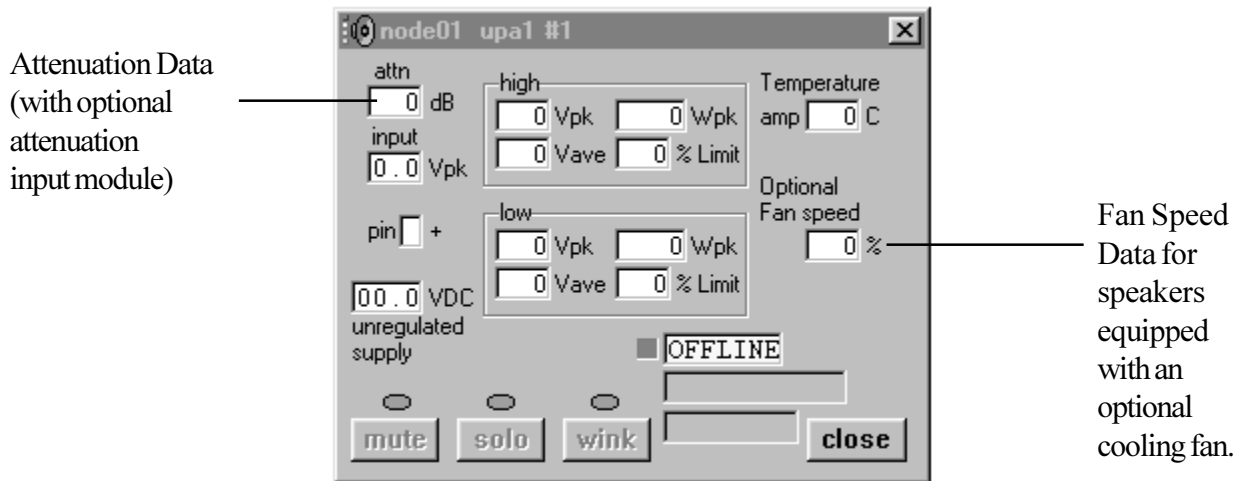 Attenuation Data
(with optional
attenuation
input module)
node01 upa1 #1
attn
0 dB
input
0.0 Vpk
pin +
00.0 VDC
unregulated
supply
high
0 Vpk 0 Wpk
0 Vave 0 % Limit
low
0 Vpk 0 Wpk
0 Vave 0 % Limit
Temperature
amp 0 C
Optional
Fan speed
0 %
OFFLINE
mute solo wink close
Fan Speed
Data for
speakers
equipped
with an
optional
cooling fan.